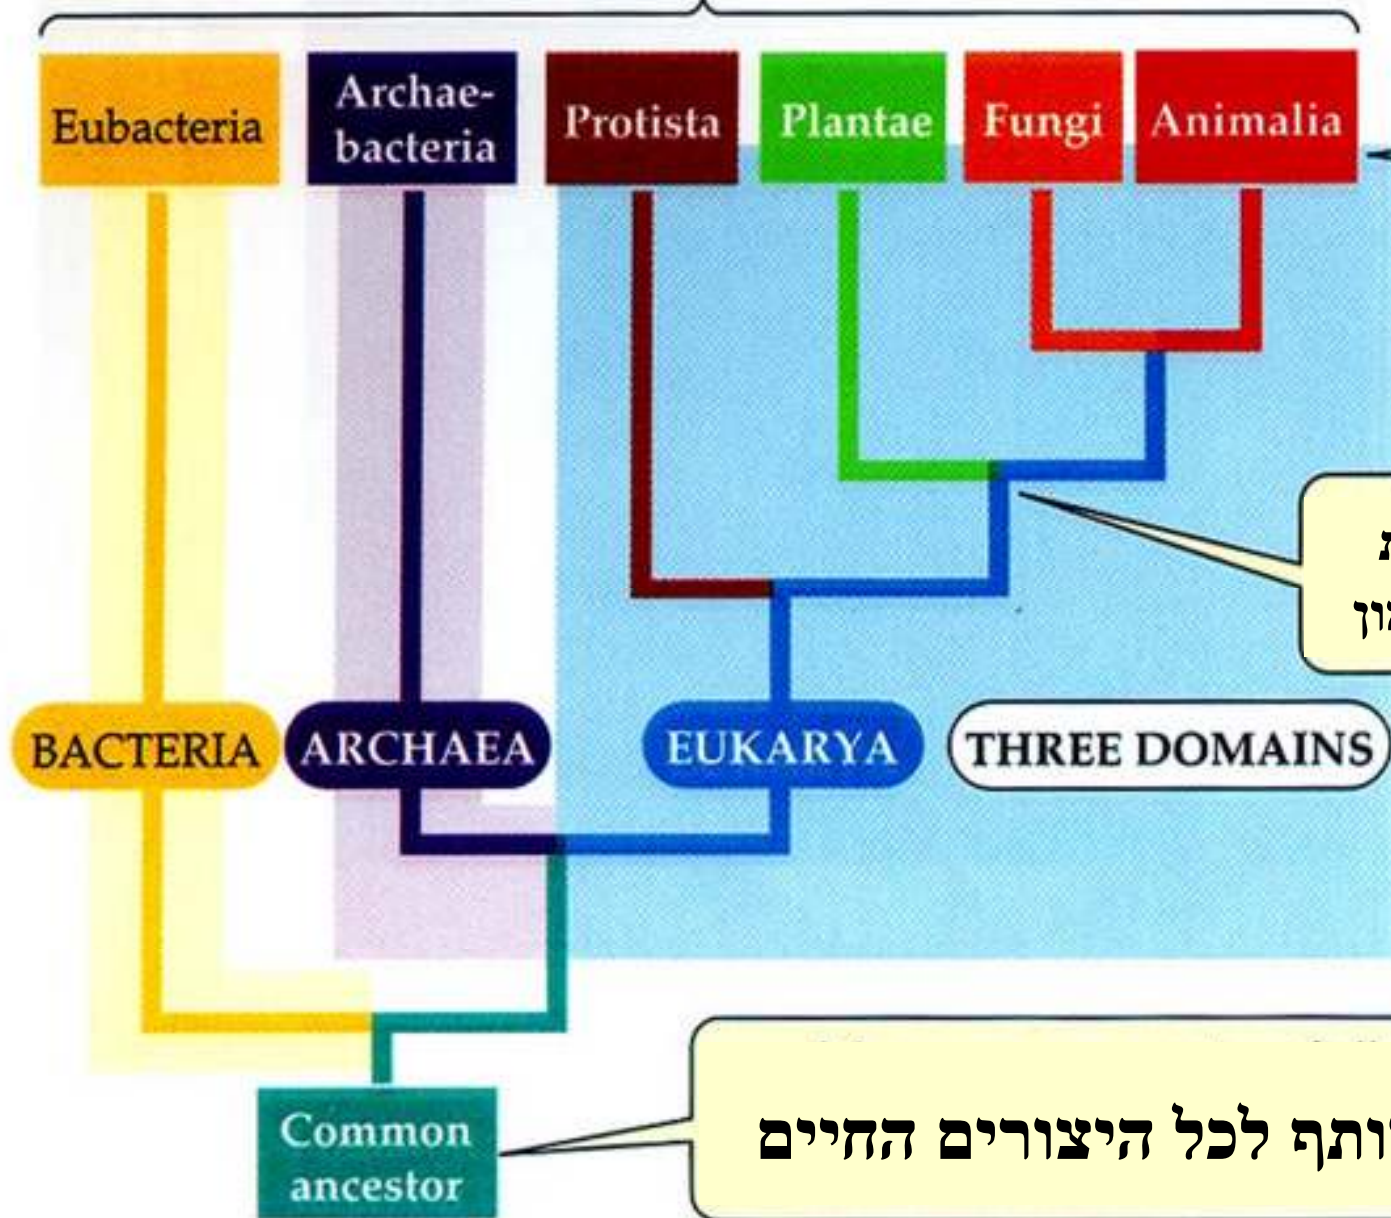 Eubacteria
Archae-
bacteria
Protista
Plantae
Fungi
Animalia
BACTERIA
ARCHAEA
EUKARYA
THREE DOMAINS
לכל היצורים החיים
Common
ancestor